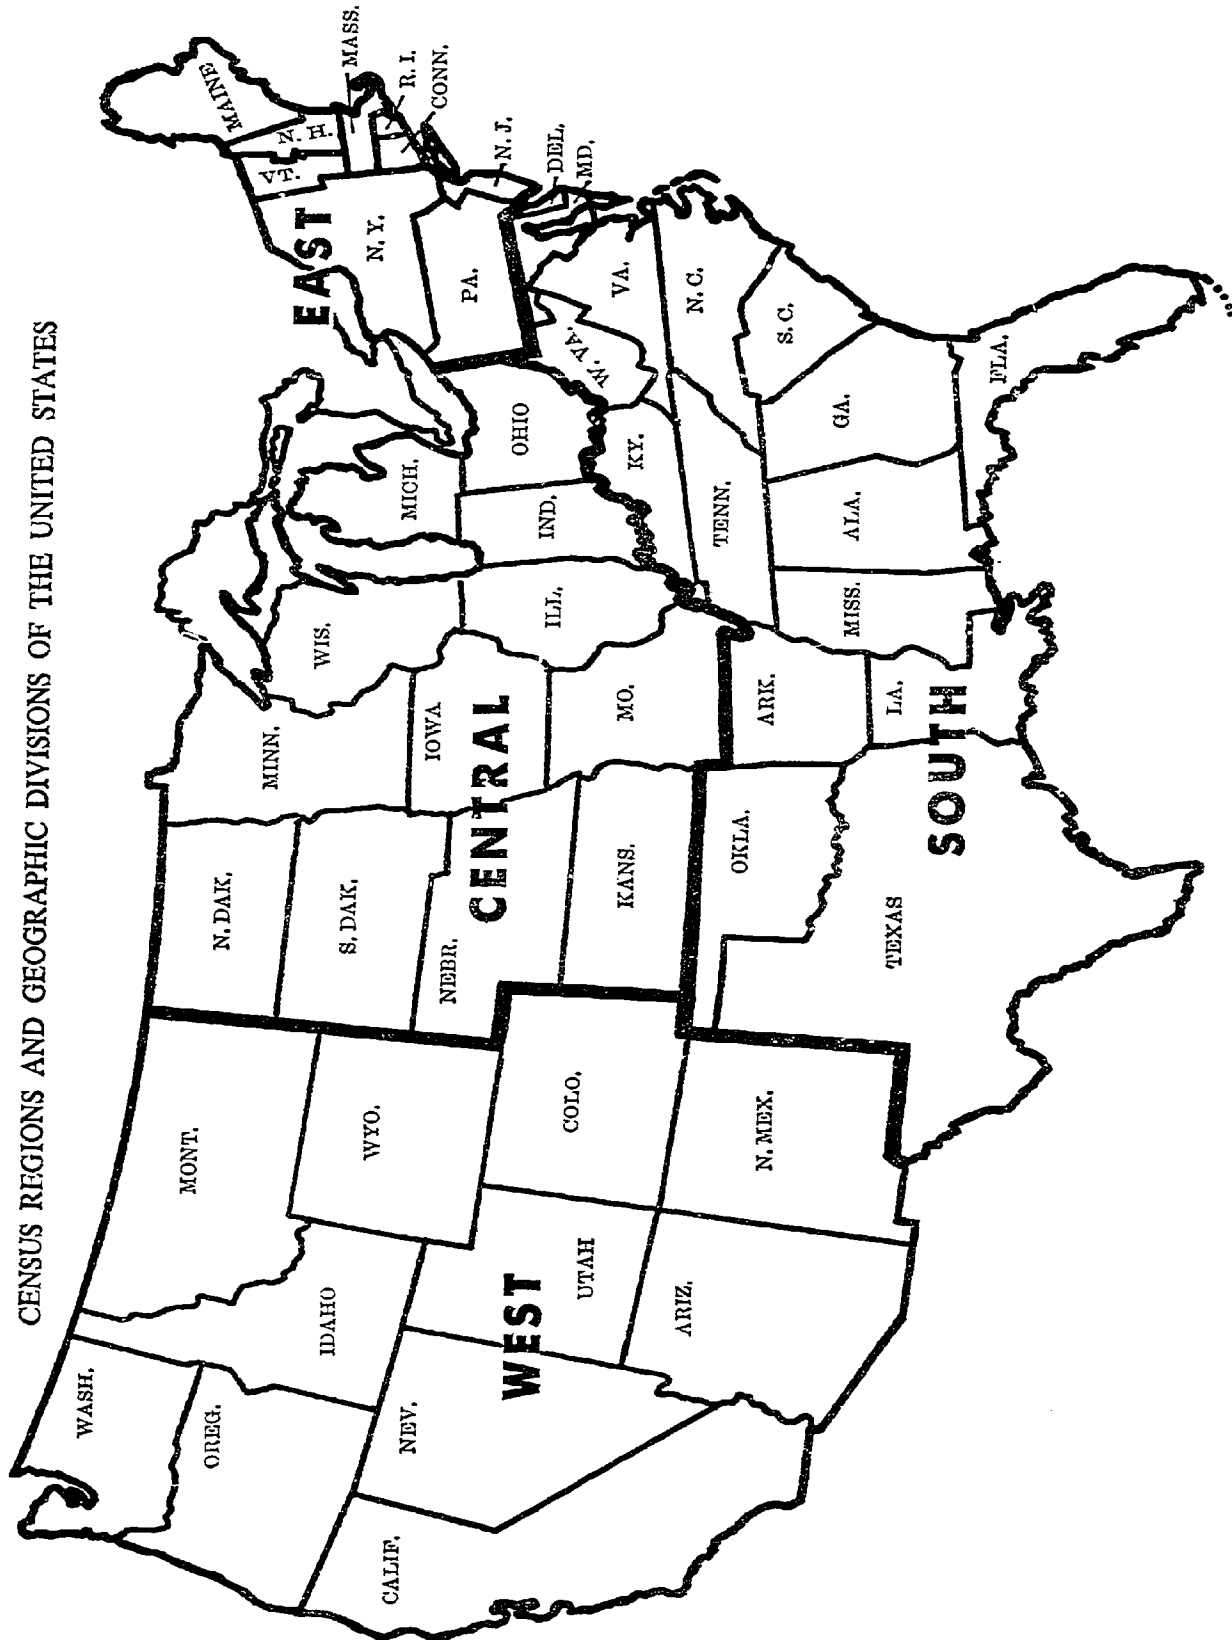 CENSUS REGIONS AND GEOGRAPHIC DIVISIONS OF THE UNITED STATES
WASH.
OREG.
CALIF.
NEV.
IDAHO
MONT.
WYO.
UTAH
ARIZ.
COLO.
N. MEX.
WEST
N. DAK.
S. DAK.
NEBR.
KANS.
MINN.
IOWA
MO.
WIS.
ILL.
MICH.
IND.
OHIO
CENTRAL
TEXAS
OKLA.
ARK.
LA.
MISS.
ALA.
TENN.
KY.
GA.
FLA.
S. C.
N. C.
VA.
W. VA.
MD.
DEL.
SOUTH
PA.
N. Y.
N. J.
VT.
N. H.
MAINE
MASS.
R. I.
CONN.
EAST